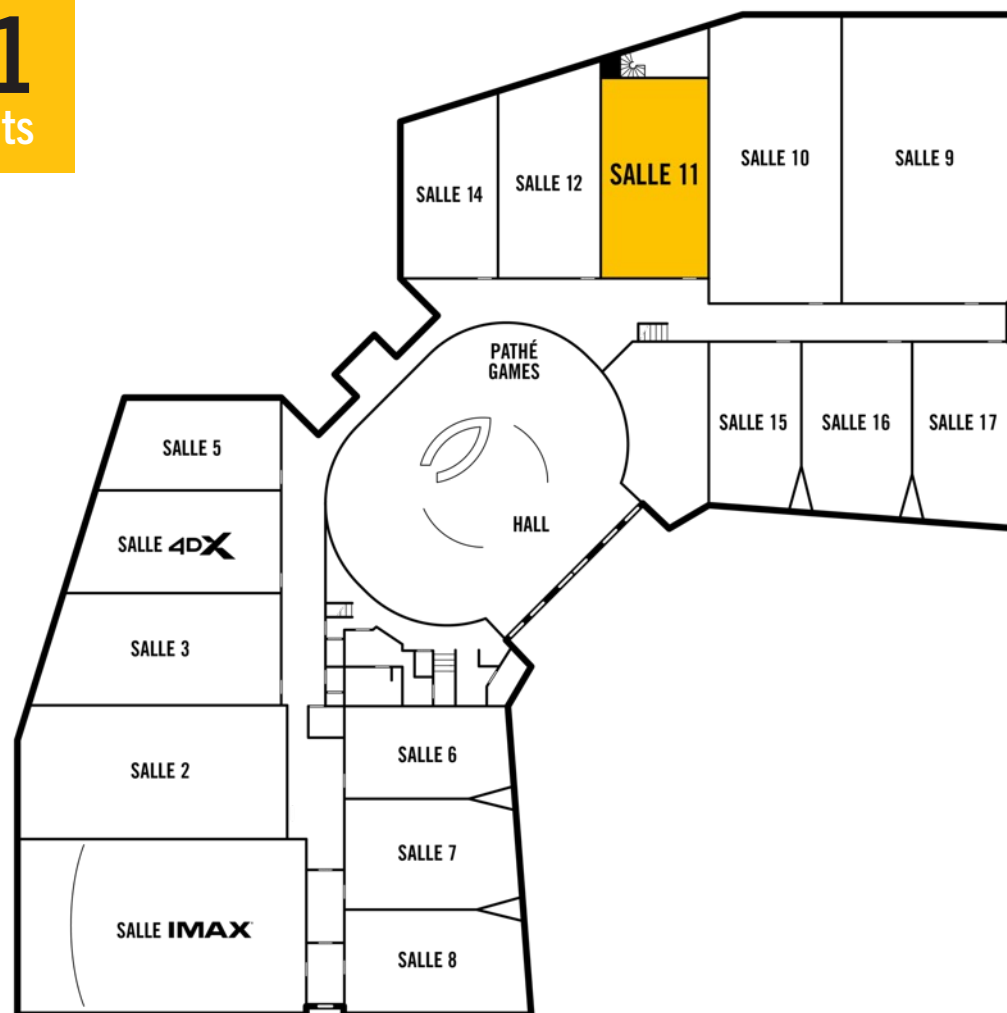 1
ts
SALLE 14
SALLE 12
SALLE 11
SALLE 10
SALLE 9
PATHÉ
GAMES
HALL
SALLE 15
SALLE 16
SALLE 17
SALLE 5
SALLE 4DX
SALLE 3
SALLE 2
SALLE IMAX
SALLE 6
SALLE 7
SALLE 8